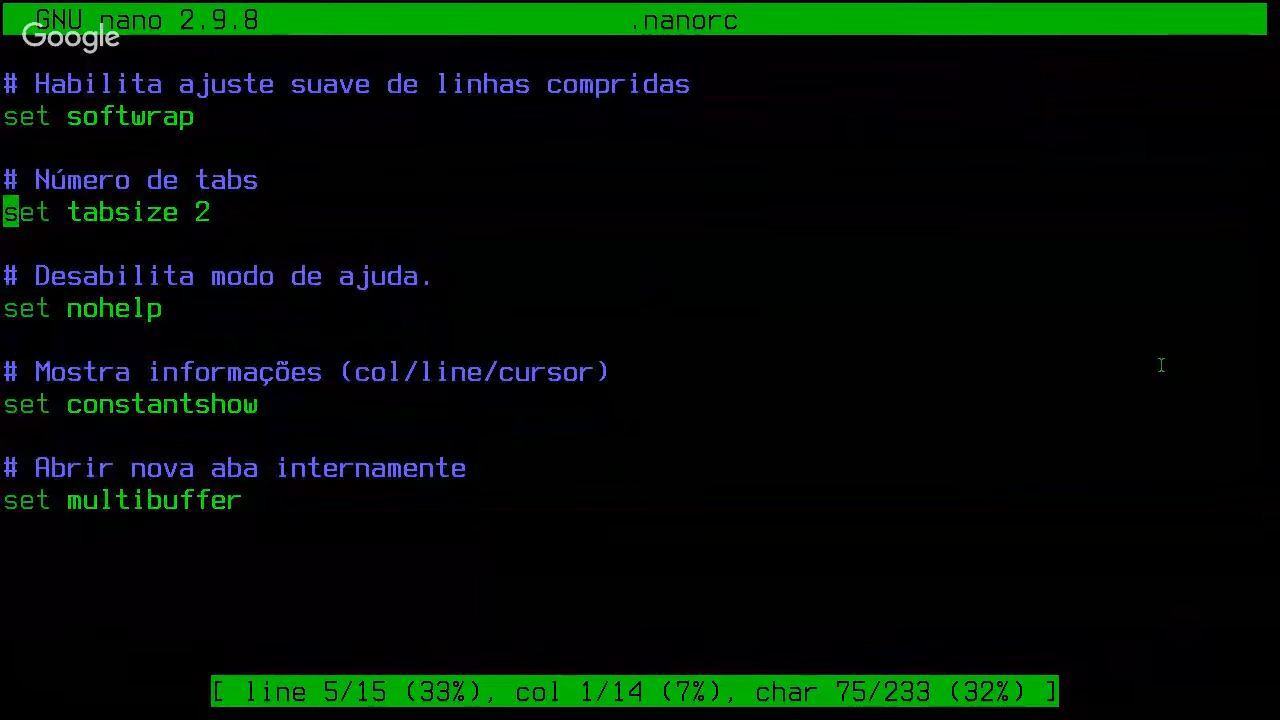 GNU nano 2.9.8 .nanorc
Google
# Habilita ajuste suave de linhas compridas
set softwrap
# Número de tabs
set tabsize 2
# Desabilita modo de ajuda.
set nohelp
# Mostra informações (col/line/cursor)
set constantshow
# Abrir nova aba internamente
set multibuffer
[ line 5/15 (33%), col 1/14 (7%), char 75/233 (32%) ]